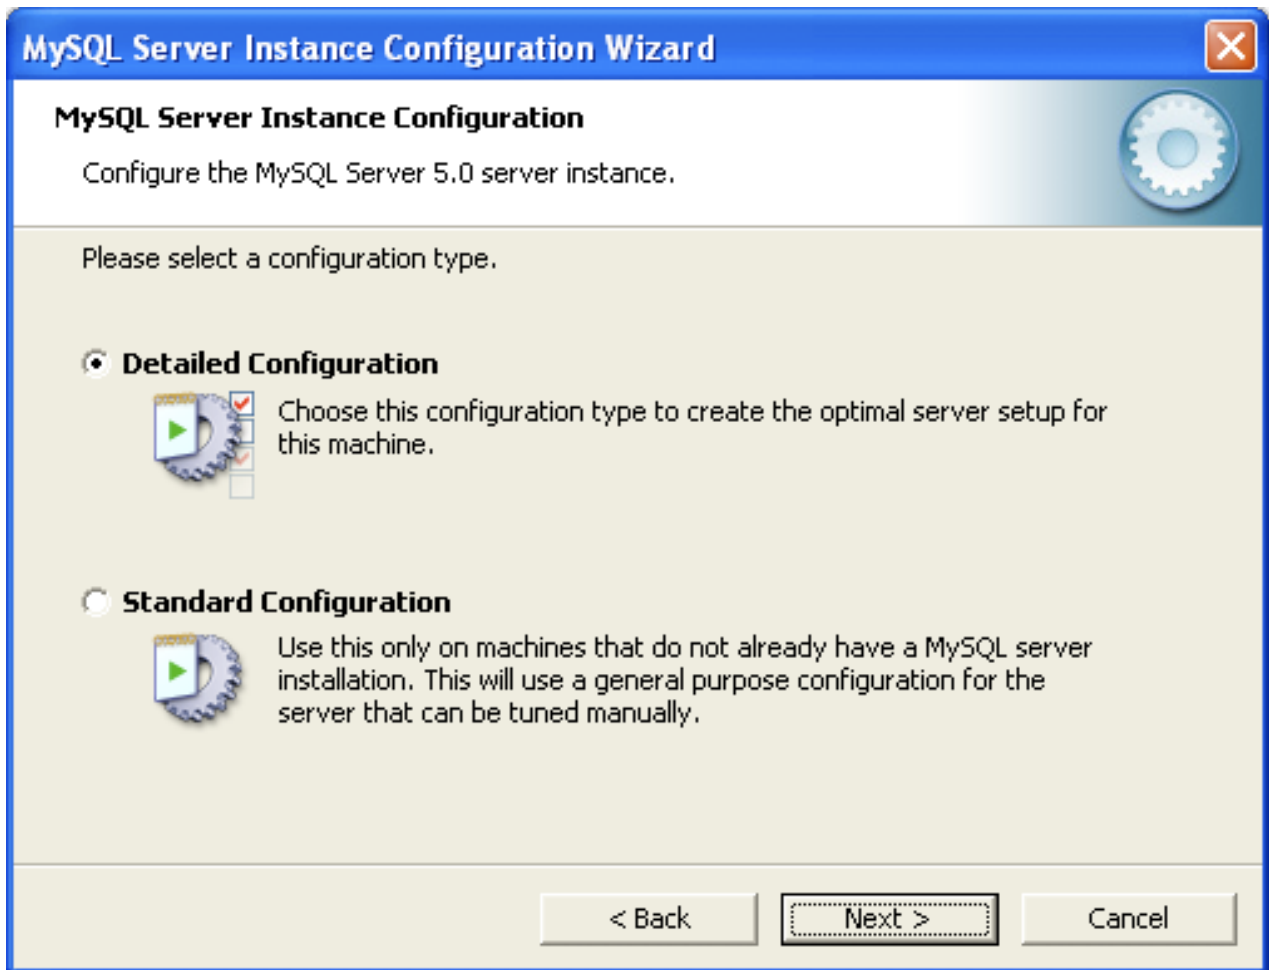 MySQL Server Instance Configuration Wizard
MySQL Server Instance Configuration
Configure the MySQL Server 5.0 server instance.
Please select a configuration type.
Detailed Configuration
Choose this configuration type to create the optimal server setup for
this machine.
Standard Configuration
Use this only on machines that do not already have a MySQL server
installation. This will use a general purpose configuration for the
server that can be tuned manually.
< Back
Next >
Cancel